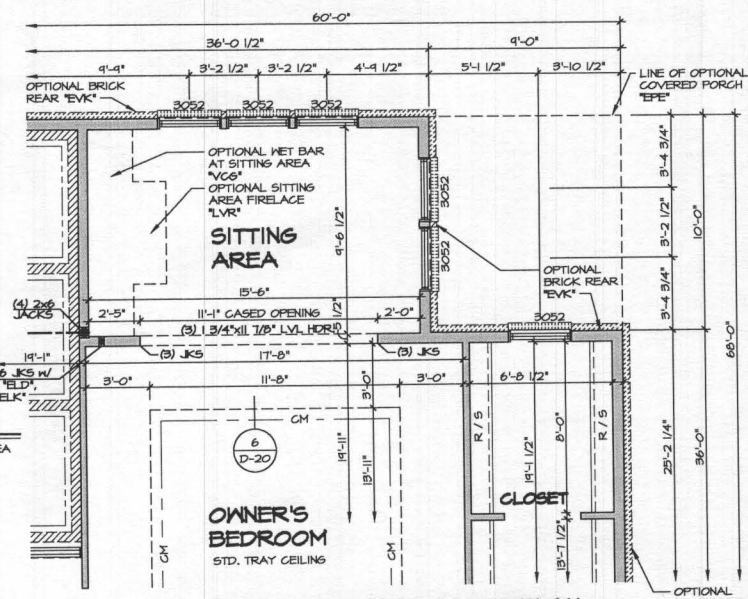 60'-0"
36'-0 1/2"
9'-0"
9'-9"
3'-2 1/2"
3'-2 1/2"
4'-9 1/2"
5'-1 1/2"
3'-10 1/2"
LINE OF OPTIONAL
COVERED PORCH
"EPE"
OPTIONAL BRICK
REAR "EVK"
3052
3052
3052
OPTIONAL WET BAR
AT SITTING AREA
"VCG"
OPTIONAL SITTING
AREA FIRELACE
"LVR"
SITTING
AREA
9'-6 1/2"
3052
3052
3'-4 3/4"
3'-2 1/2"
3'-4 3/4"
10'-0"
68'-0"
OPTIONAL
BRICK REAR
"EVK"
3052
15'-6"
(4) 2x6
JACKS
2'-5"
11'-1" CASED OPENING
2'-0"
(3) 1 3/4"x11 7/8" LVL HDR
5 1/2"
(3) JKS
(3) JKS
19'-1"
17'-8"
6 JKS W/
"ELD",
ELK"
3'-0"
11'-8"
3'-0"
6'-8 1/2"
3'-0"
CM
6
D-20
19'-11"
13'-11"
R / S
19'-1 1/2"
8'-0"
R / S
25'-2 1/4"
36'-0"
EA
OWNER'S
BEDROOM
STD. TRAY CEILING
CM
CM
CLOSET
13'-7 1/2"
OPTIONAL